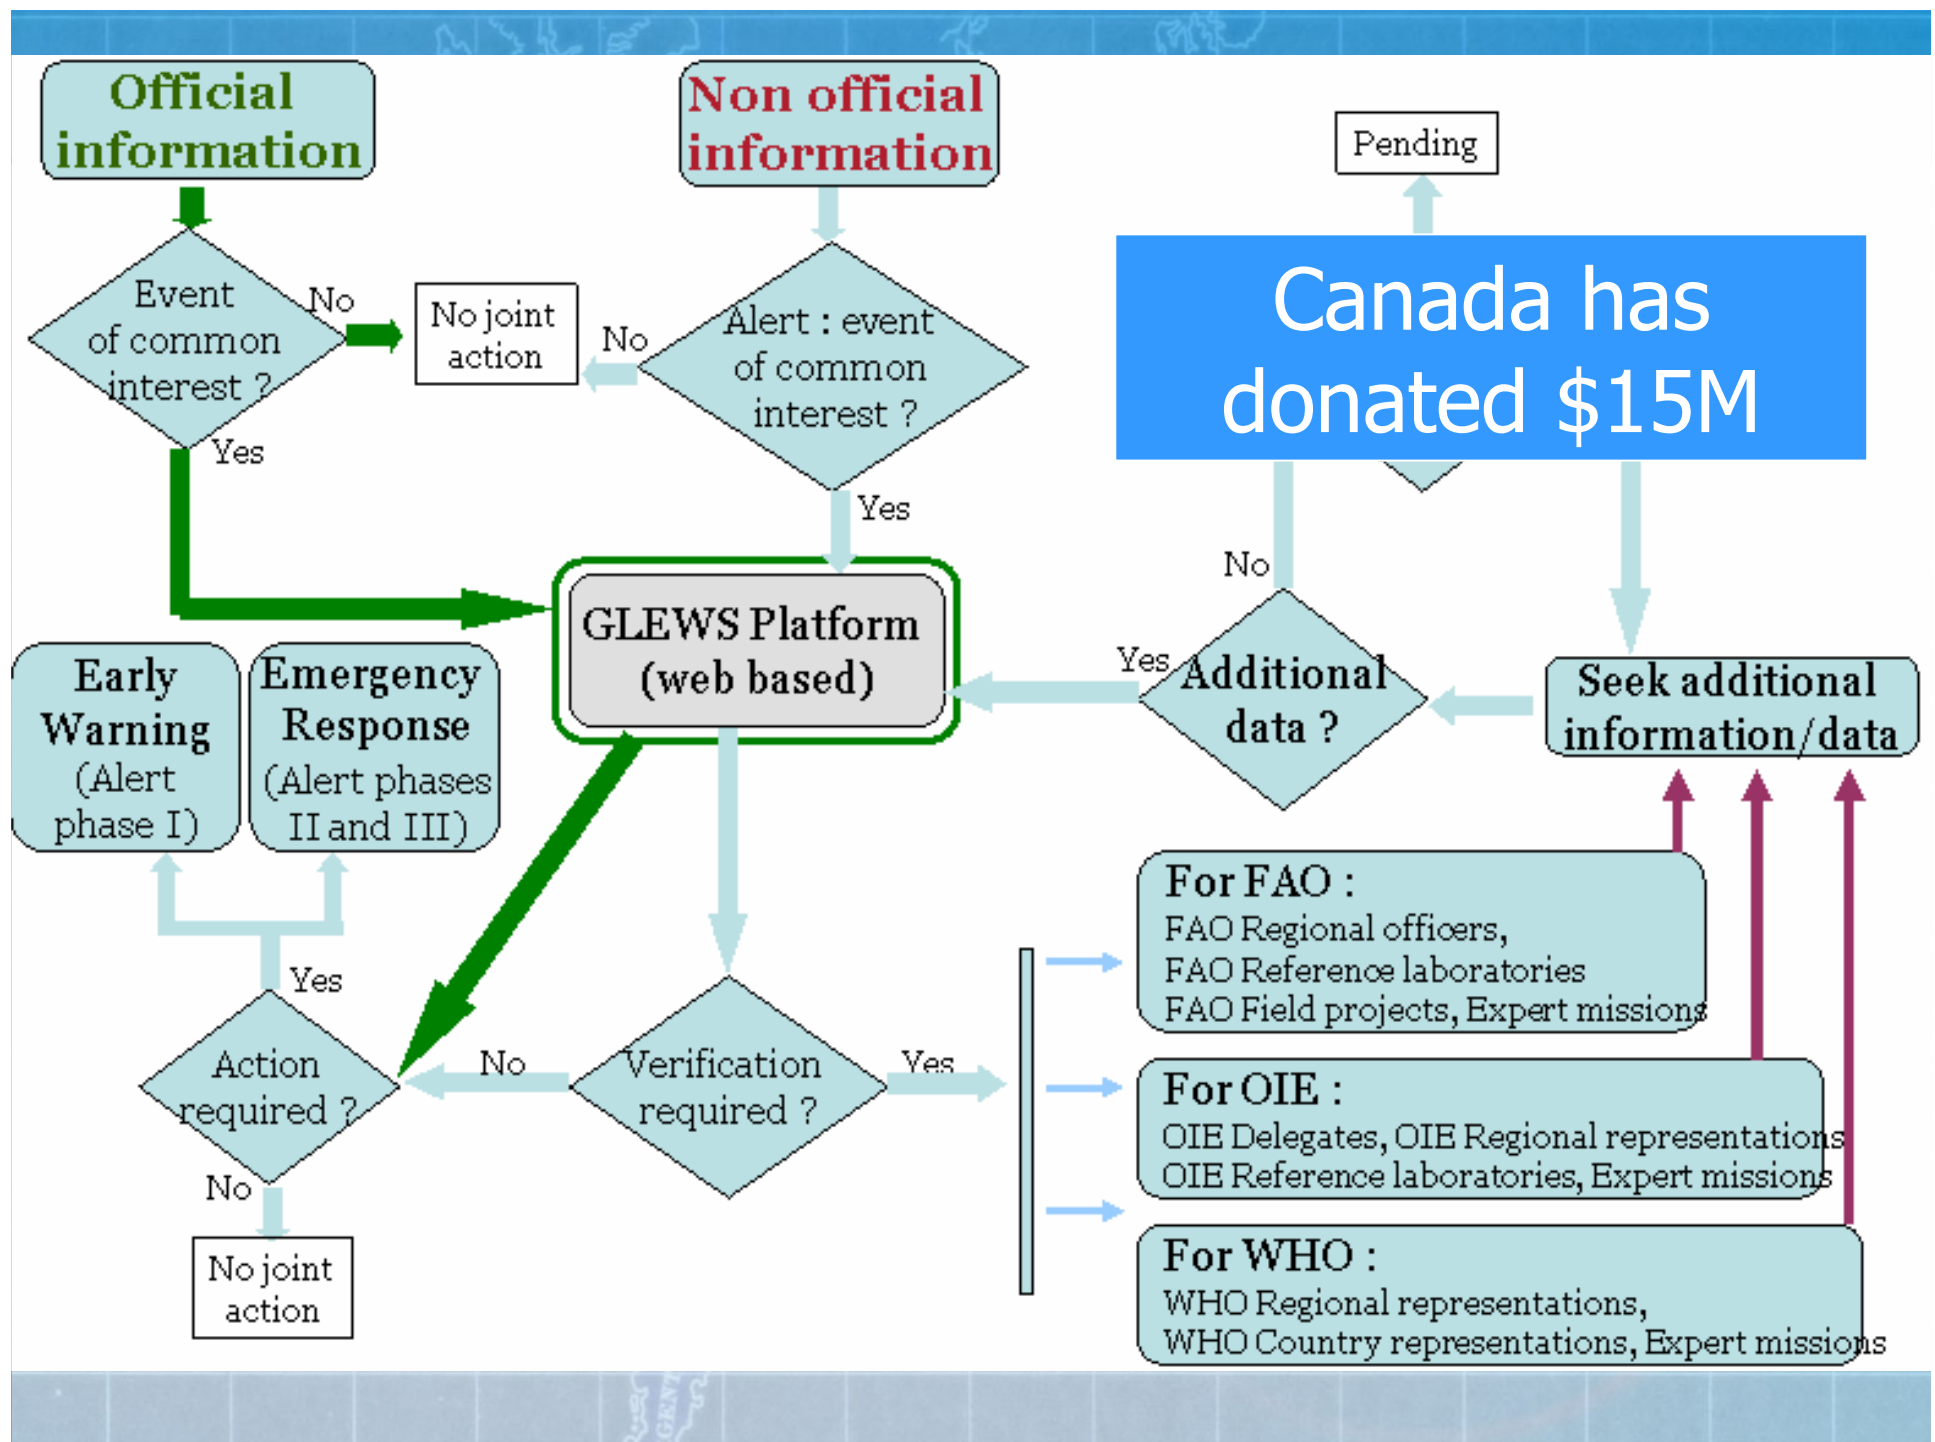 Official
information
Non official
information
Pending
Canada has
donated $15M
Event
of common
interest ?
No
No joint
action
No
Alert : event
of common
interest ?
Yes
Yes
No
GLEWS Platform
(web based)
Yes
Additional
data ?
Seek additional
information/data
Early
Warning
(Alert
phase I)
Emergency
Response
(Alert phases
II and III)
For FAO :
FAO Regional officers,
FAO Reference laboratories
FAO Field projects, Expert missions
Yes
Action
required ?
No
Verification
required ?
Yes
For OIE :
OIE Delegates, OIE Regional representations
OIE Reference laboratories, Expert missions
No
No joint
action
For WHO :
WHO Regional representations,
WHO Country representations, Expert missions